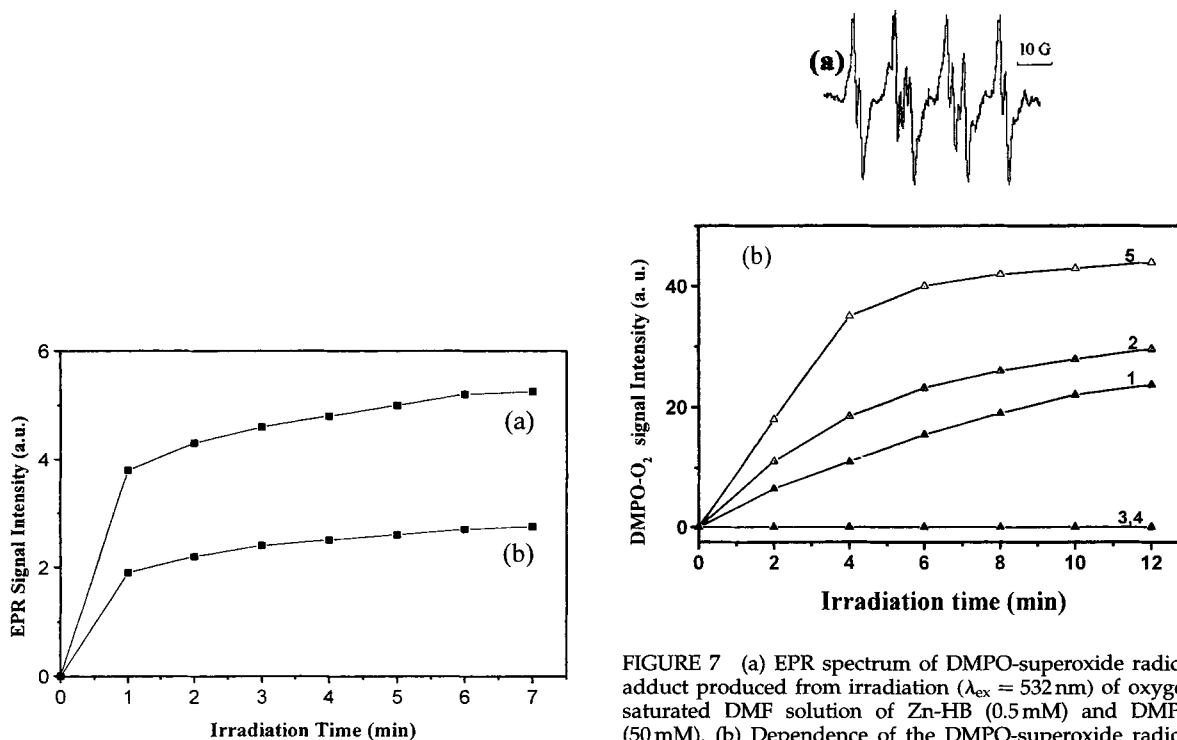 6
4
2
0
0 1 2 3 4 5 6 7
EPR Signal Intensity (a.u.)
Irradiation Time (min)
(a)
(b)
(a)
10 G
(b)
40
20
0
0 2 4 6 8 10 12
DMPO-O2 signal Intensity (a. u.)
Irradiation time (min)
5
2
1
3,4
FIGURE 7 (a) EPR spectrum of DMPO-superoxide radic
adduct produced from irradiation (λex = 532 nm) of oxyge
saturated DMF solution of Zn-HB (0.5 mM) and DMP
(50 mM). (b) Dependence of the DMPO-superoxide radic